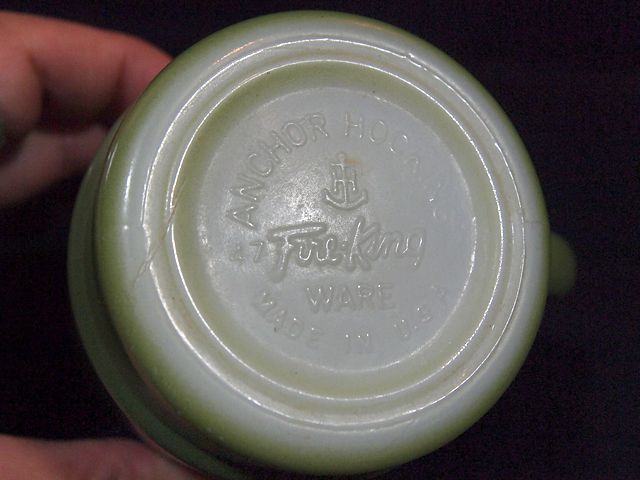 ANCHOR HOCKING
47 Fire-King
WARE
MADE IN U.S.A